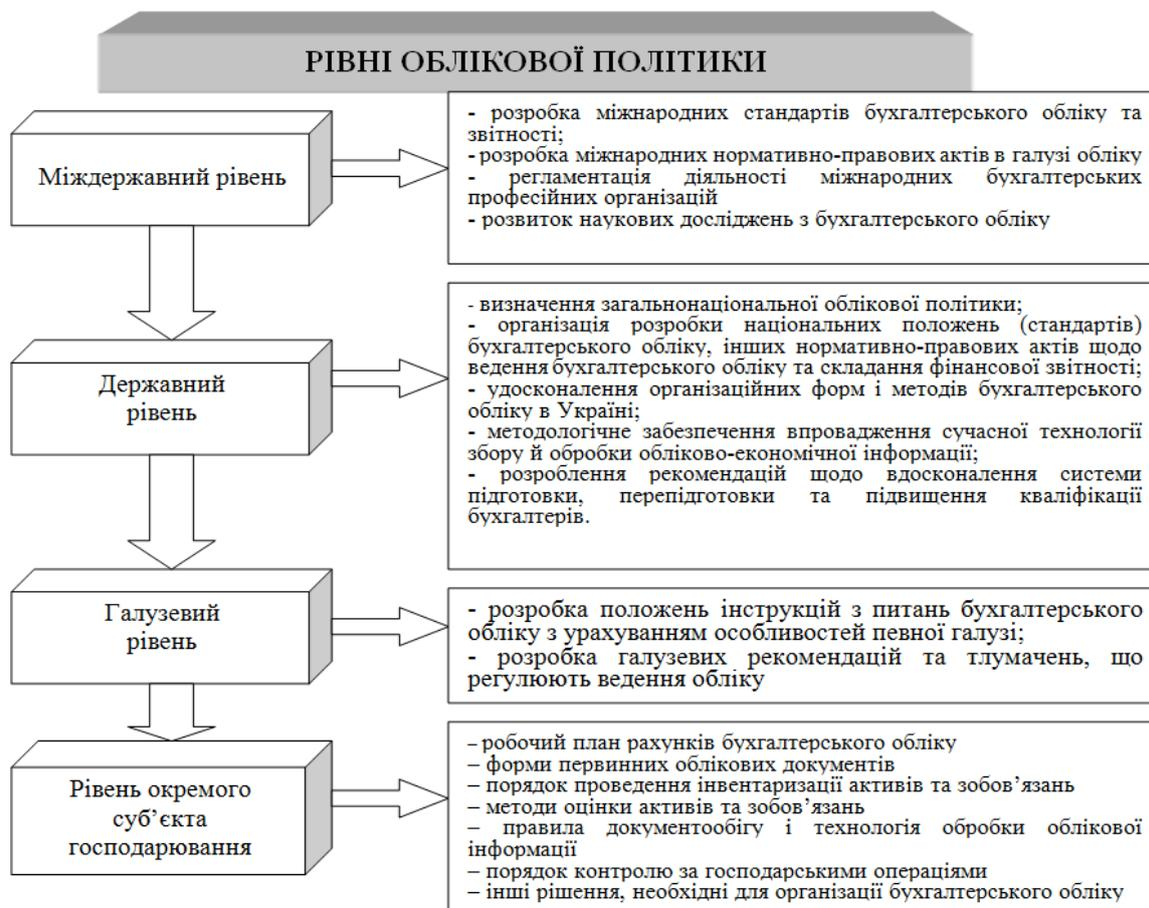 РІВНІ ОБЛІКОВОЇ ПОЛІТИКИ
Міждержавний рівень
- розробка міжнародних стандартів бухгалтерського обліку та
звітності;
- розробка міжнародних нормативно-правових актів в галузі обліку
- регламентація діяльності міжнародних бухгалтерських
професійних організацій
- розвиток наукових досліджень з бухгалтерського обліку
Державний
рівень
- визначення загальнонаціональної облікової політики;
- організація розробки національних положень (стандартів)
бухгалтерського обліку, інших нормативно-правових актів щодо
ведення бухгалтерського обліку та складання фінансової звітності;
- удосконалення організаційних форм і методів бухгалтерського
обліку в Україні;
- методологічне забезпечення впровадження сучасної технології
збору й обробки обліково-економічної інформації;
- розроблення рекомендацій щодо вдосконалення системи
підготовки, перепідготовки та підвищення кваліфікації
бухгалтерів.
Галузевий
рівень
- розробка положень інструкцій з питань бухгалтерського
обліку з урахуванням особливостей певної галузі;
- розробка галузевих рекомендацій та тлумачень, що
регулюють ведення обліку
Рівень окремого
суб’єкта
господарювання
– робочий план рахунків бухгалтерського обліку
– форми первинних облікових документів
– порядок проведення інвентаризації активів та зобов’язань
– методи оцінки активів та зобов’язань
– правила документообігу і технологія обробки облікової
інформації
– порядок контролю за господарськими операціями
– інші рішення, необхідні для організації бухгалтерського обліку